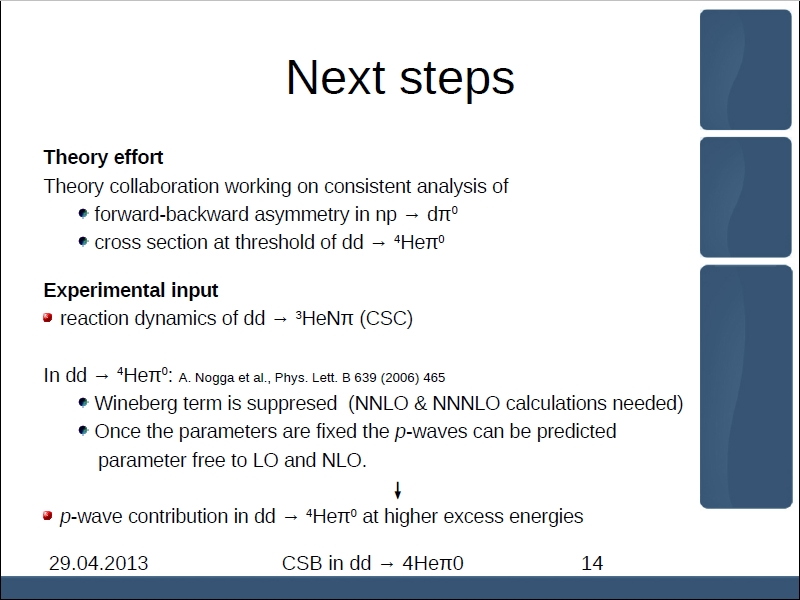 Next steps
Theory effort
Theory collaboration working on consistent analysis of
forward-backward asymmetry in np → dπ⁰
cross section at threshold of dd → ⁴Heπ⁰
Experimental input
reaction dynamics of dd → ³HeNπ (CSC)
In dd → ⁴Heπ⁰: A. Nogga et al., Phys. Lett. B 639 (2006) 465
Wineberg term is suppresed  (NNLO & NNNLO calculations needed)
Once the parameters are fixed the p-waves can be predicted
parameter free to LO and NLO.
p-wave contribution in dd → ⁴Heπ⁰ at higher excess energies
29.04.2013 CSB in dd → 4Heπ0 14